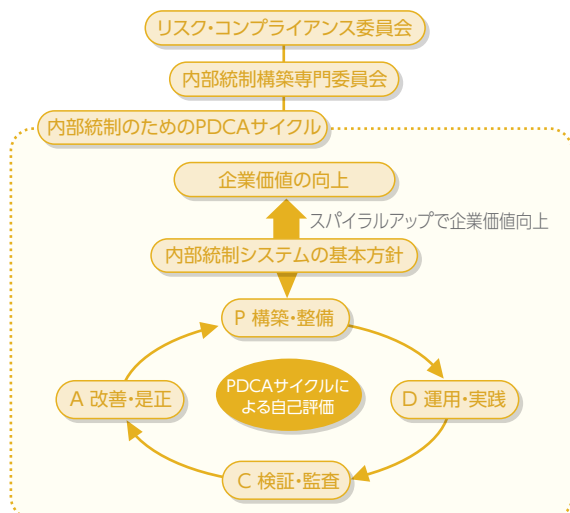 リスク・コンプライアンス委員会
内部統制構築専門委員会
内部統制のためのPDCAサイクル
企業価値の向上
スパイラルアップで企業価値向上
内部統制システムの基本方針
P 構築・整備
A 改善・是正
PDCAサイクルに
よる自己評価
D 運用・実践
C 検証・監査